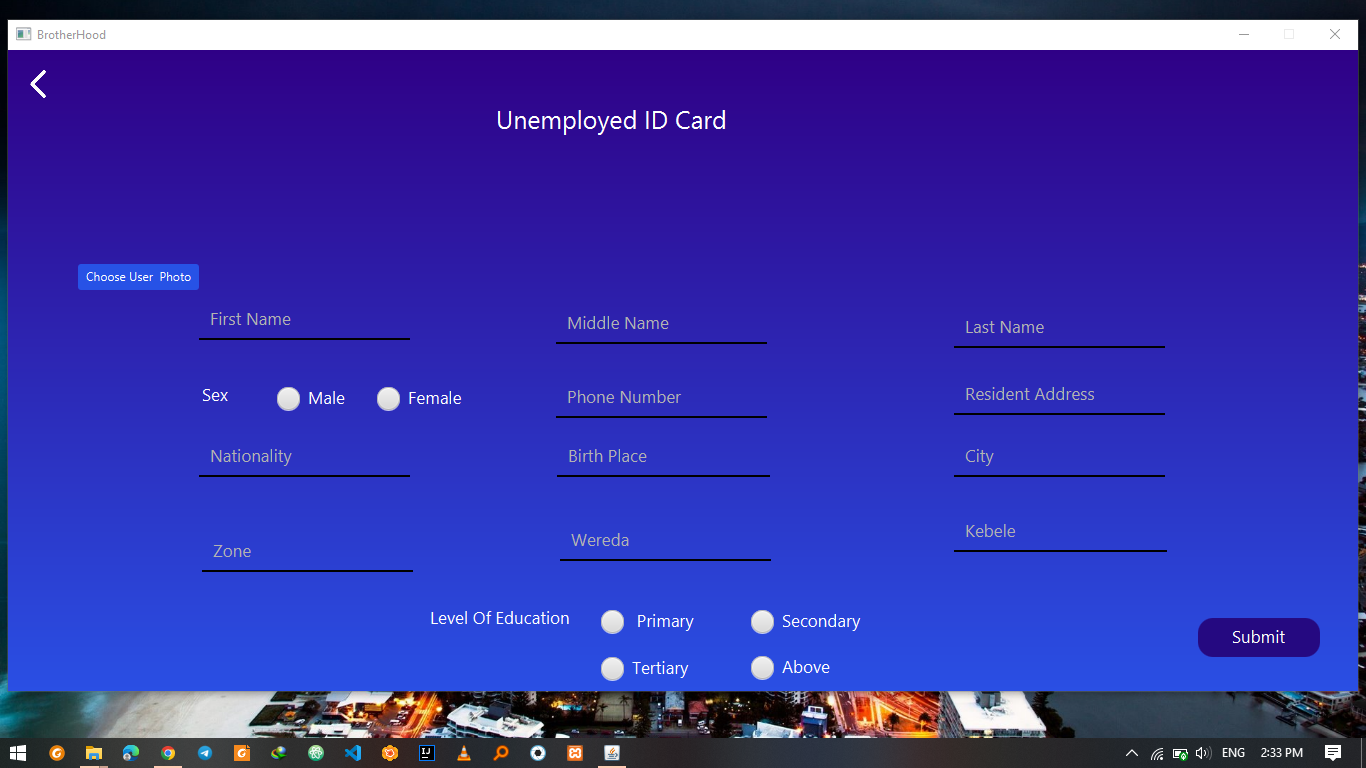 BrotherHood
Unemployed ID Card
Choose User Photo
First Name
Middle Name
Last Name
Sex
Male
Female
Phone Number
Resident Address
Nationality
Birth Place
City
Zone
Wereda
Kebele
Level Of Education
Primary
Secondary
Tertiary
Above
Submit
ENG
2:33 PM